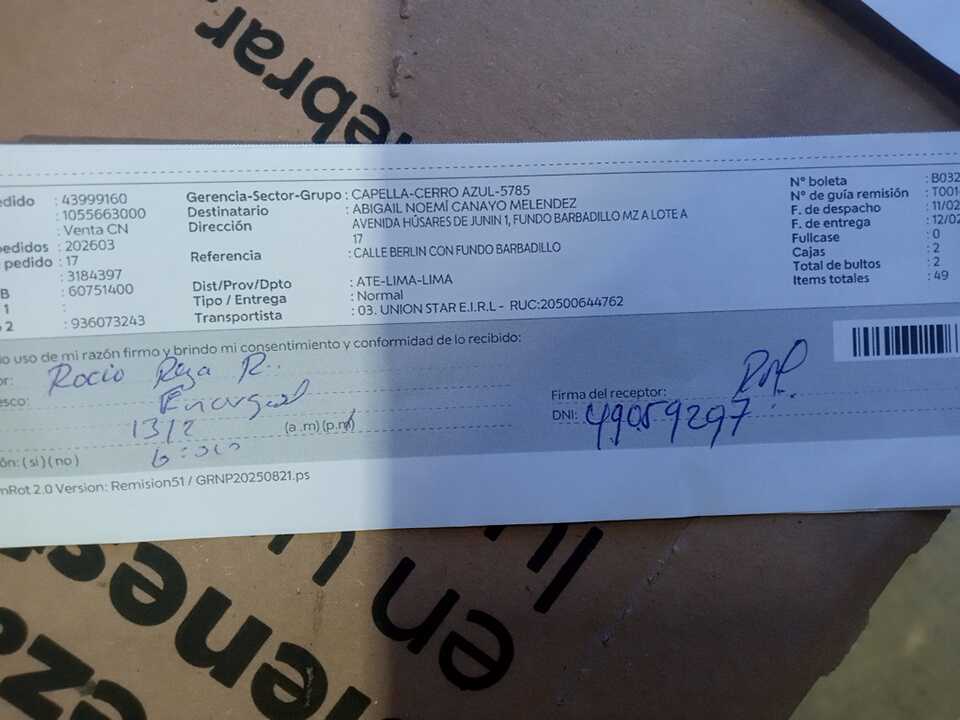 ebrar
edido : 43999160
: 1055663000
: Venta CN
pedidos : 202603
pedido : 17
: 3184397
B : 60751400
1 :
2 : 936073243
Gerencia-Sector-Grupo : CAPELLA-CERRO AZUL-5785
Destinatario : ABIGAIL NOEMÍ CANAYO MELENDEZ
Dirección : AVENIDA HÚSARES DE JUNIN 1, FUNDO BARBADILLO MZ A LOTE A
17
Referencia : CALLE BERLIN CON FUNDO BARBADILLO
Dist/Prov/Dpto : ATE-LIMA-LIMA
Tipo / Entrega : Normal
Transportista : 03. UNION STAR E.I.R.L - RUC:20500644762
N° boleta : B032
N° de guía remisión : T001
F. de despacho : 11/02
F. de entrega : 12/02
Fullcase : 0
Cajas : 2
Total de bultos : 2
Items totales : 49
io uso de mi razón firmo y brindo mi consentimiento y conformidad de lo recibido:
or: Rocio R.
esco:
13/2 (a.m)(p.m)
ón: (si)(no) 6:00
Firma del receptor:
DNI: 49059297
mRot 2.0 Version: Remision51 / GRNP20250821.ps
en